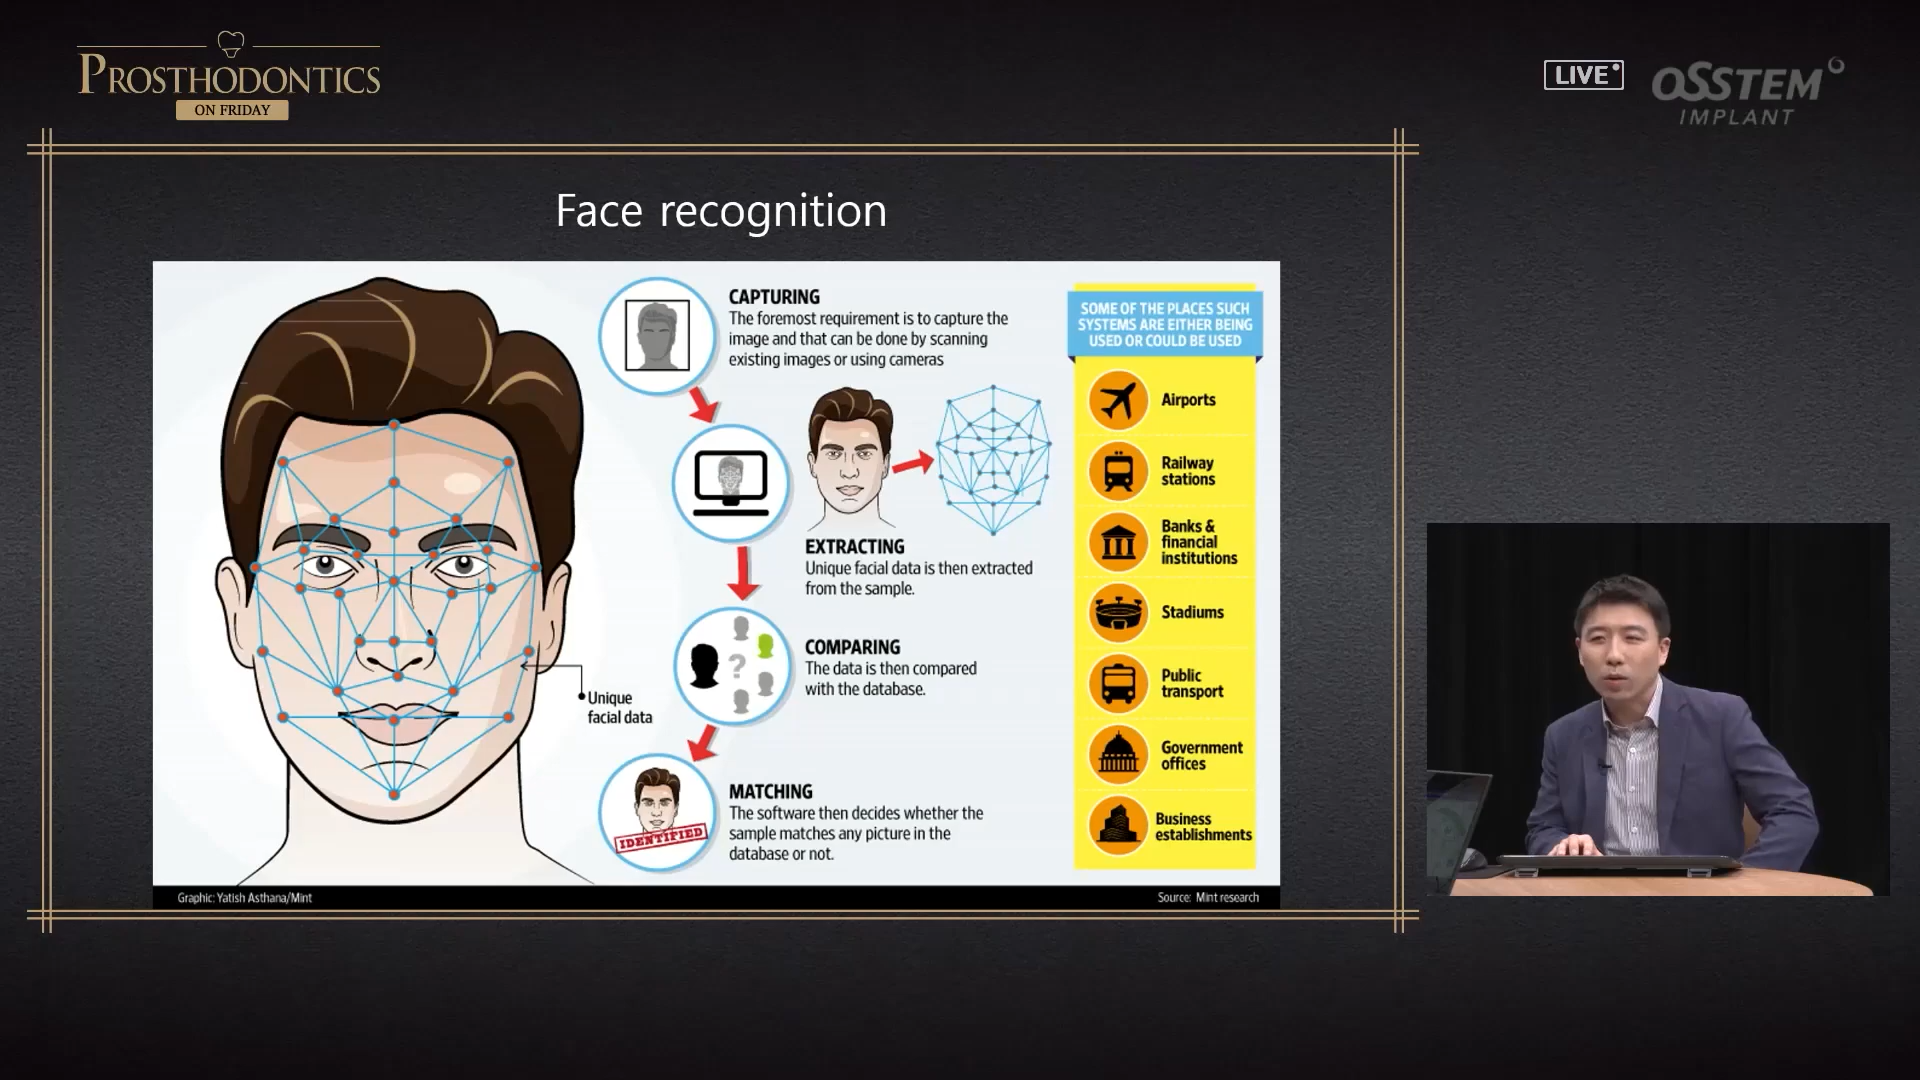 PROSTHODONTICS
ON FRIDAY
LIVE
OSSTEM
IMPLANT
Face recognition
CAPTURING
The foremost requirement is to capture the
image and that can be done by scanning
existing images or using cameras
EXTRACTING
Unique facial data is then extracted
from the sample.
COMPARING
The data is then compared
with the database.
?
Unique
facial data
MATCHING
The software then decides whether the
sample matches any picture in the
database or not.
IDENTIFIED
SOME OF THE PLACES SUCH
SYSTEMS ARE EITHER BEING
USED OR COULD BE USED
Airports
Railway
stations
Banks &
financial
institutions
Stadiums
Public
transport
Government
offices
Business
establishments
Graphic: Yatish Asthana/Mint
Source: Mint research